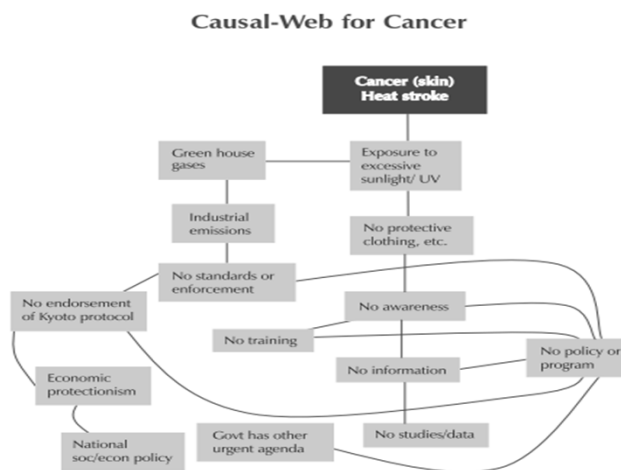 Causal-Web for Cancer
Cancer (skin)
Heat stroke
Green house
gases
Exposure to
excessive
sunlight/ UV
Industrial
emissions
No protective
clothing, etc.
No standards or
enforcement
No endorsement
of Kyoto protocol
No awareness
No training
No policy or
program
No information
Economic
protectionism
National
soc/econ policy
Govt has other
urgent agenda
No studies/data